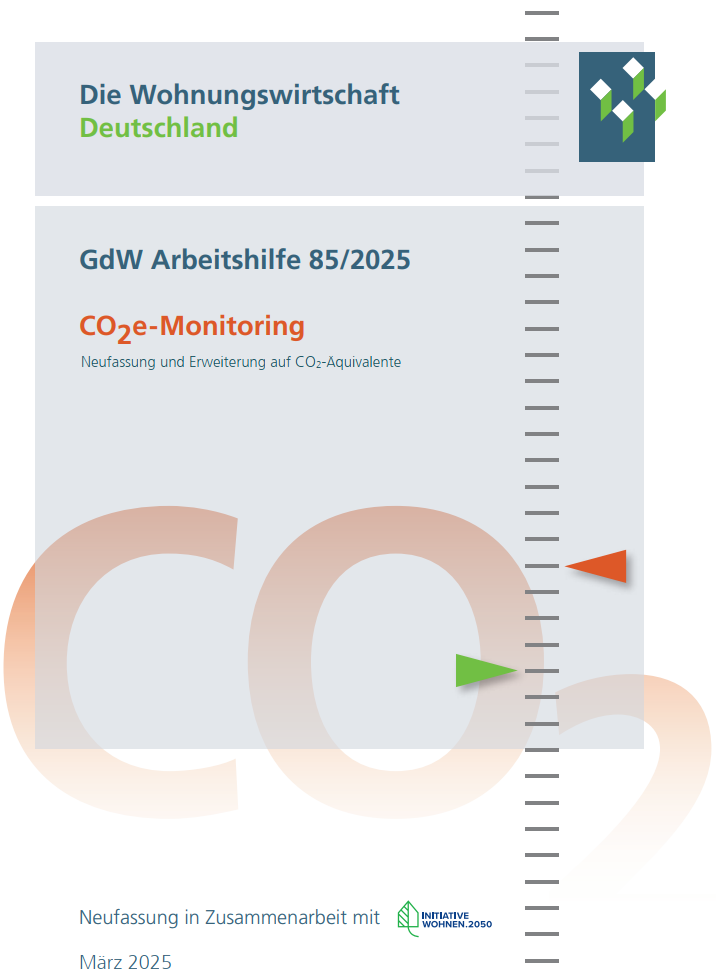 Die Wohnungswirtschaft
Deutschland
GdW Arbeitshilfe 85/2025
CO₂e-Monitoring
Neufassung und Erweiterung auf CO₂-Äquivalente
CO₂
Neufassung in Zusammenarbeit mit
INITIATIVE
WOHNEN.2050
März 2025